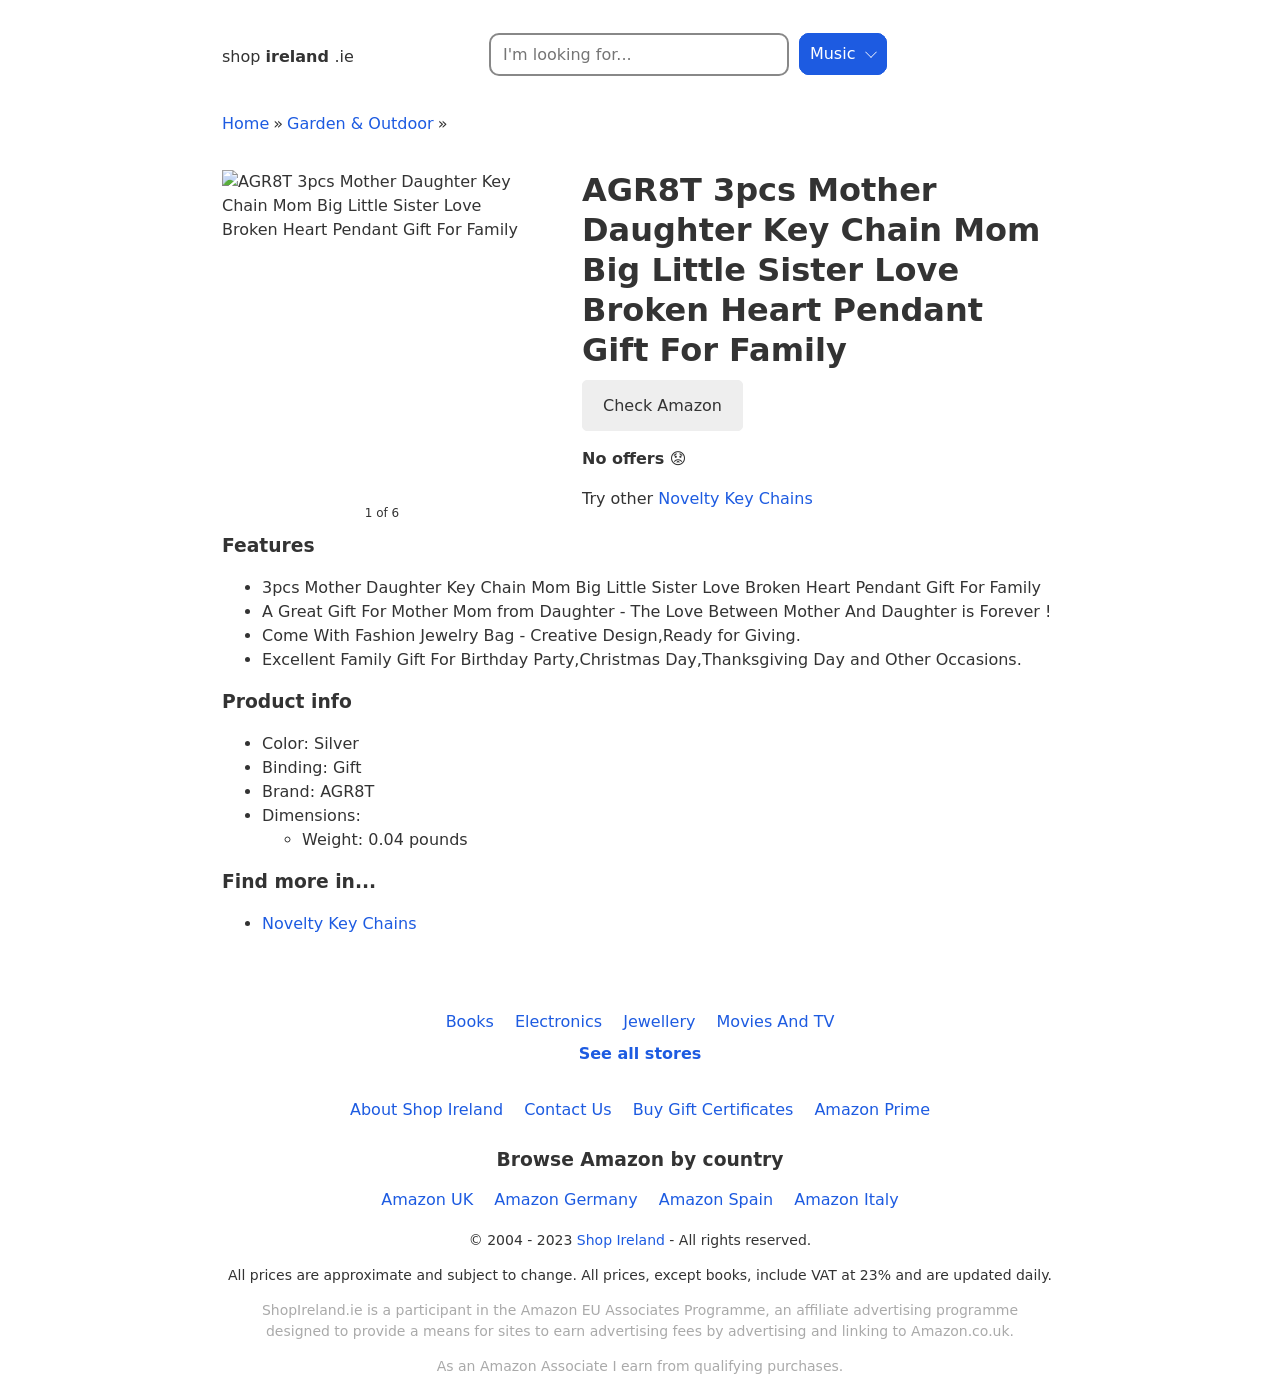 shop ireland .ie
I'm looking for...
Music
Home » Garden & Outdoor »
AGR8T 3pcs Mother Daughter Key
Chain Mom Big Little Sister Love
Broken Heart Pendant Gift For Family
1 of 6
AGR8T 3pcs Mother
Daughter Key Chain Mom
Big Little Sister Love
Broken Heart Pendant
Gift For Family
Check Amazon
No offers 😟
Try other Novelty Key Chains
Features
• 3pcs Mother Daughter Key Chain Mom Big Little Sister Love Broken Heart Pendant Gift For Family
• A Great Gift For Mother Mom from Daughter - The Love Between Mother And Daughter is Forever !
• Come With Fashion Jewelry Bag - Creative Design,Ready for Giving.
• Excellent Family Gift For Birthday Party,Christmas Day,Thanksgiving Day and Other Occasions.
Product info
• Color: Silver
• Binding: Gift
• Brand: AGR8T
• Dimensions:
◦ Weight: 0.04 pounds
Find more in...
• Novelty Key Chains
Books Electronics Jewellery Movies And TV
See all stores
About Shop Ireland Contact Us Buy Gift Certificates Amazon Prime
Browse Amazon by country
Amazon UK Amazon Germany Amazon Spain Amazon Italy
© 2004 - 2023 Shop Ireland - All rights reserved.
All prices are approximate and subject to change. All prices, except books, include VAT at 23% and are updated daily.
ShopIreland.ie is a participant in the Amazon EU Associates Programme, an affiliate advertising programme
designed to provide a means for sites to earn advertising fees by advertising and linking to Amazon.co.uk.
As an Amazon Associate I earn from qualifying purchases.